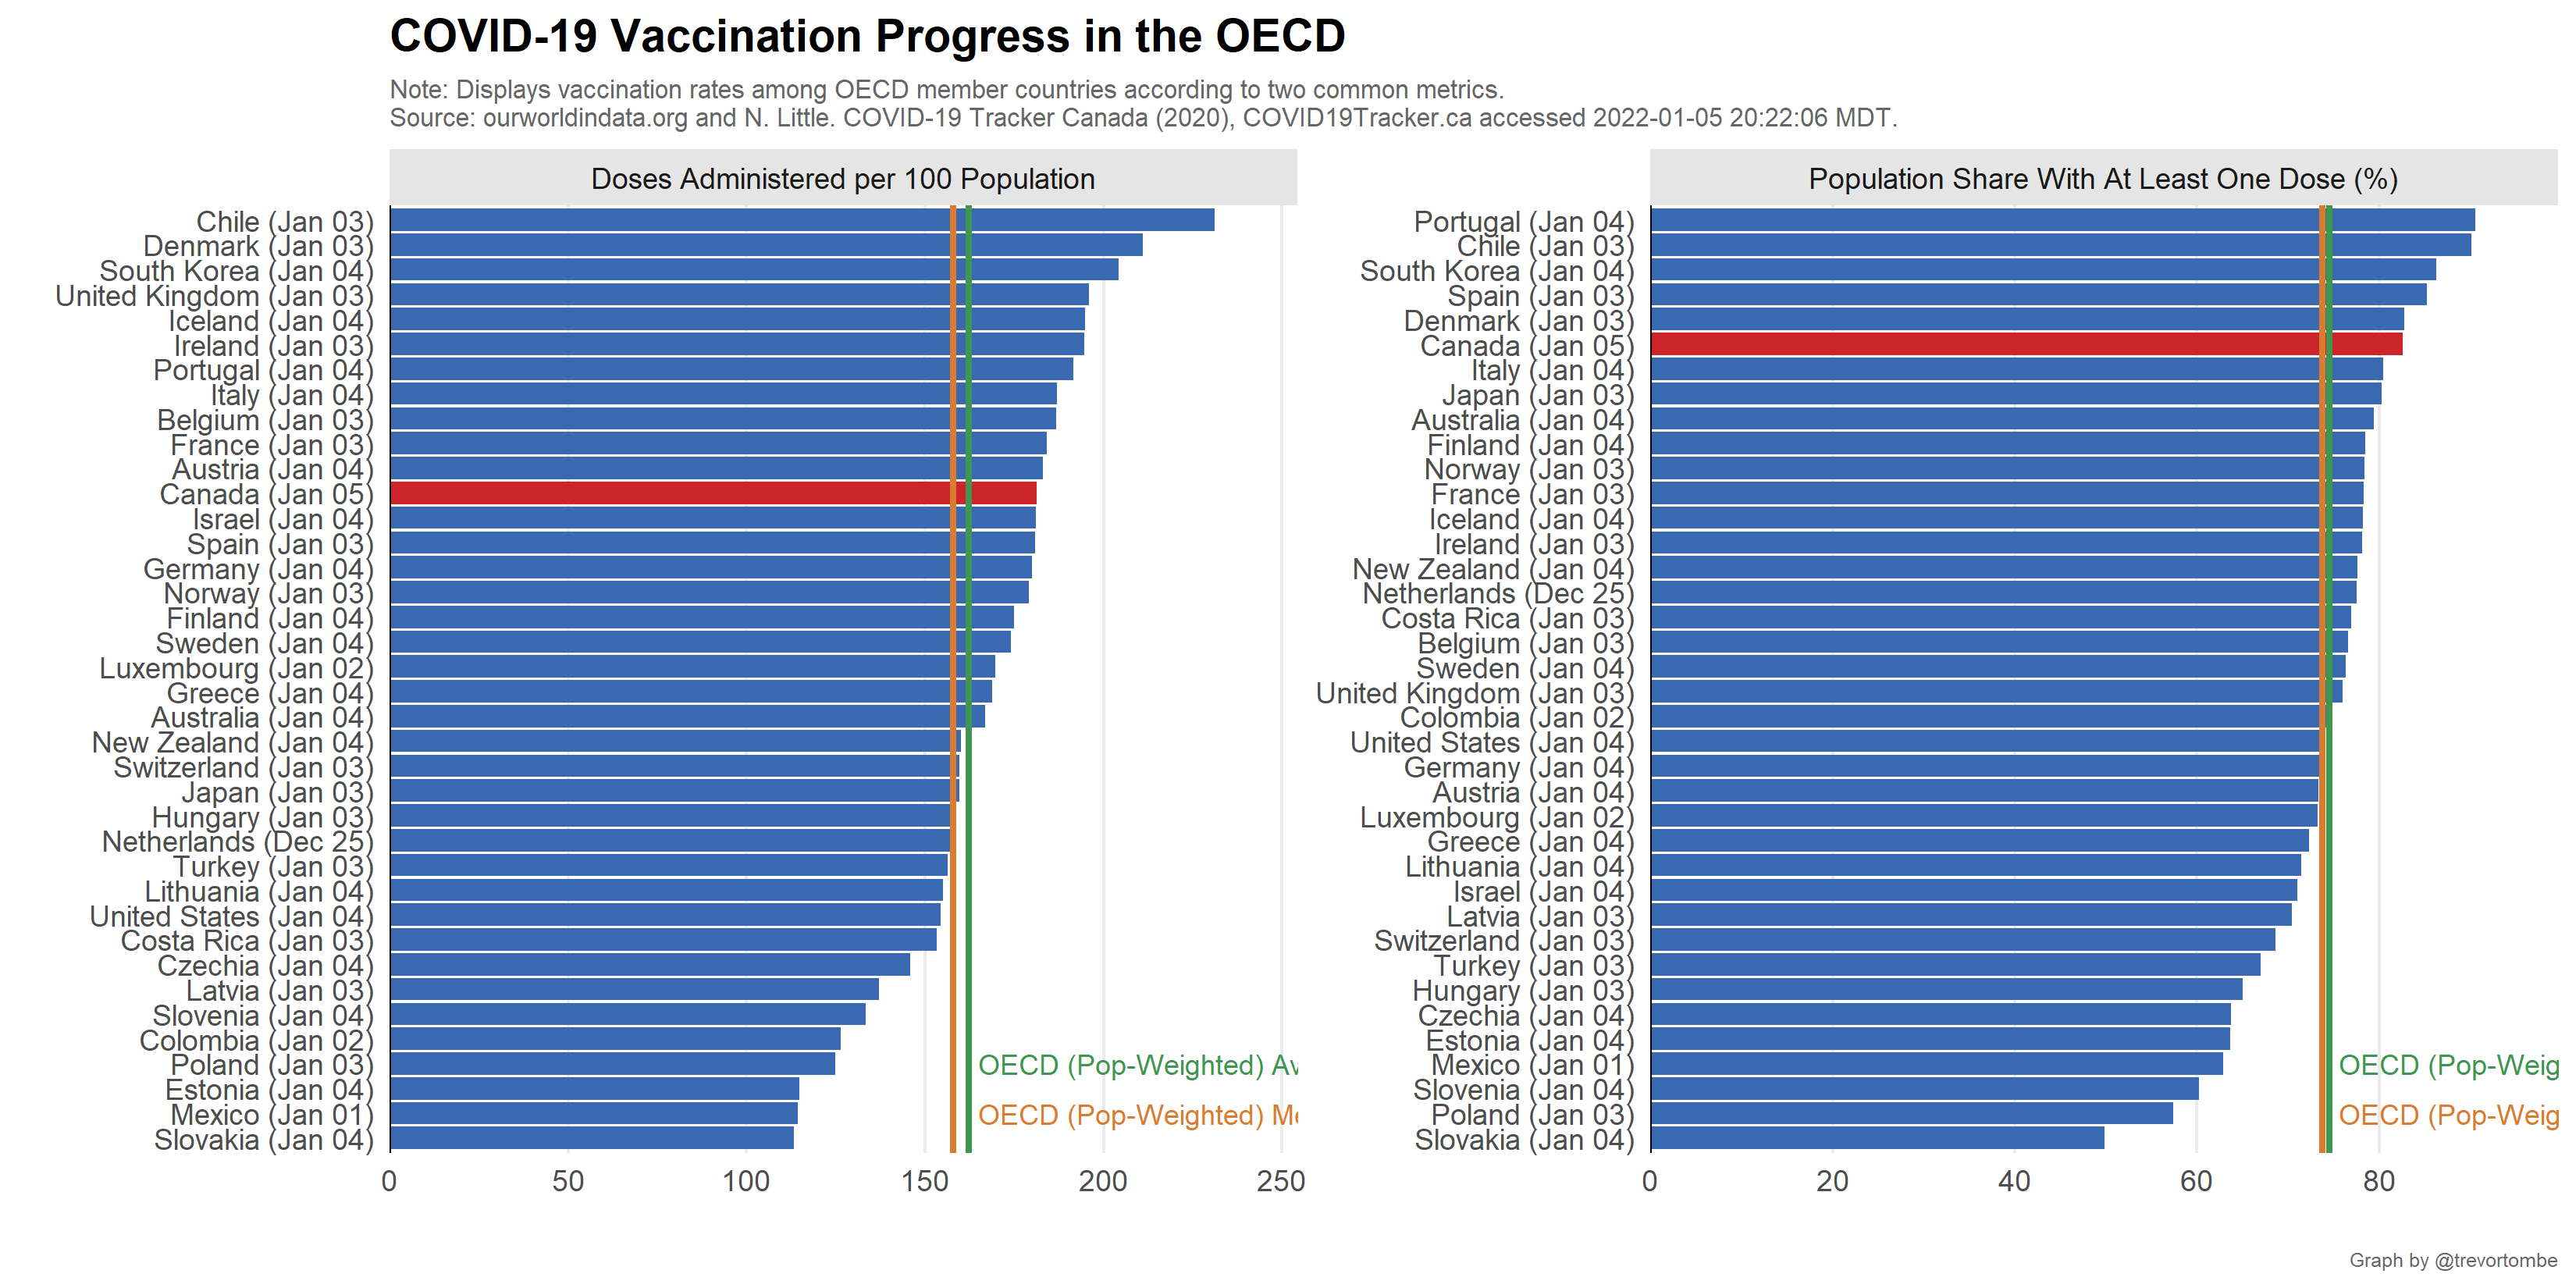 COVID-19 Vaccination Progress in the OECD
Note: Displays vaccination rates among OECD member countries according to two common metrics.
Source: ourworldindata.org and N. Little. COVID-19 Tracker Canada (2020), COVID19Tracker.ca accessed 2022-01-05 20:22:06 MDT.
Doses Administered per 100 Population
Chile (Jan 03)
Denmark (Jan 03)
South Korea (Jan 04)
United Kingdom (Jan 03)
Iceland (Jan 04)
Ireland (Jan 03)
Portugal (Jan 04)
Italy (Jan 04)
Belgium (Jan 03)
France (Jan 03)
Austria (Jan 04)
Canada (Jan 05)
Israel (Jan 04)
Spain (Jan 03)
Germany (Jan 04)
Norway (Jan 03)
Finland (Jan 04)
Sweden (Jan 04)
Luxembourg (Jan 02)
Greece (Jan 04)
Australia (Jan 04)
New Zealand (Jan 04)
Switzerland (Jan 03)
Japan (Jan 03)
Hungary (Jan 03)
Netherlands (Dec 25)
Turkey (Jan 03)
Lithuania (Jan 04)
United States (Jan 04)
Costa Rica (Jan 03)
Czechia (Jan 04)
Latvia (Jan 03)
Slovenia (Jan 04)
Colombia (Jan 02)
Poland (Jan 03)
Estonia (Jan 04)
Mexico (Jan 01)
Slovakia (Jan 04)
OECD (Pop-Weighted) Av
OECD (Pop-Weighted) Me
0 50 100 150 200 250
Population Share With At Least One Dose (%)
Portugal (Jan 04)
Chile (Jan 03)
South Korea (Jan 04)
Spain (Jan 03)
Denmark (Jan 03)
Canada (Jan 05)
Italy (Jan 04)
Japan (Jan 03)
Australia (Jan 04)
Finland (Jan 04)
Norway (Jan 03)
France (Jan 03)
Iceland (Jan 04)
Ireland (Jan 03)
New Zealand (Jan 04)
Netherlands (Dec 25)
Costa Rica (Jan 03)
Belgium (Jan 03)
Sweden (Jan 04)
United Kingdom (Jan 03)
Colombia (Jan 02)
United States (Jan 04)
Germany (Jan 04)
Austria (Jan 04)
Luxembourg (Jan 02)
Greece (Jan 04)
Lithuania (Jan 04)
Israel (Jan 04)
Latvia (Jan 03)
Switzerland (Jan 03)
Turkey (Jan 03)
Hungary (Jan 03)
Czechia (Jan 04)
Estonia (Jan 04)
Mexico (Jan 01)
Slovenia (Jan 04)
Poland (Jan 03)
Slovakia (Jan 04)
OECD (Pop-Weig
OECD (Pop-Weig
0 20 40 60 80
Graph by @trevortombe